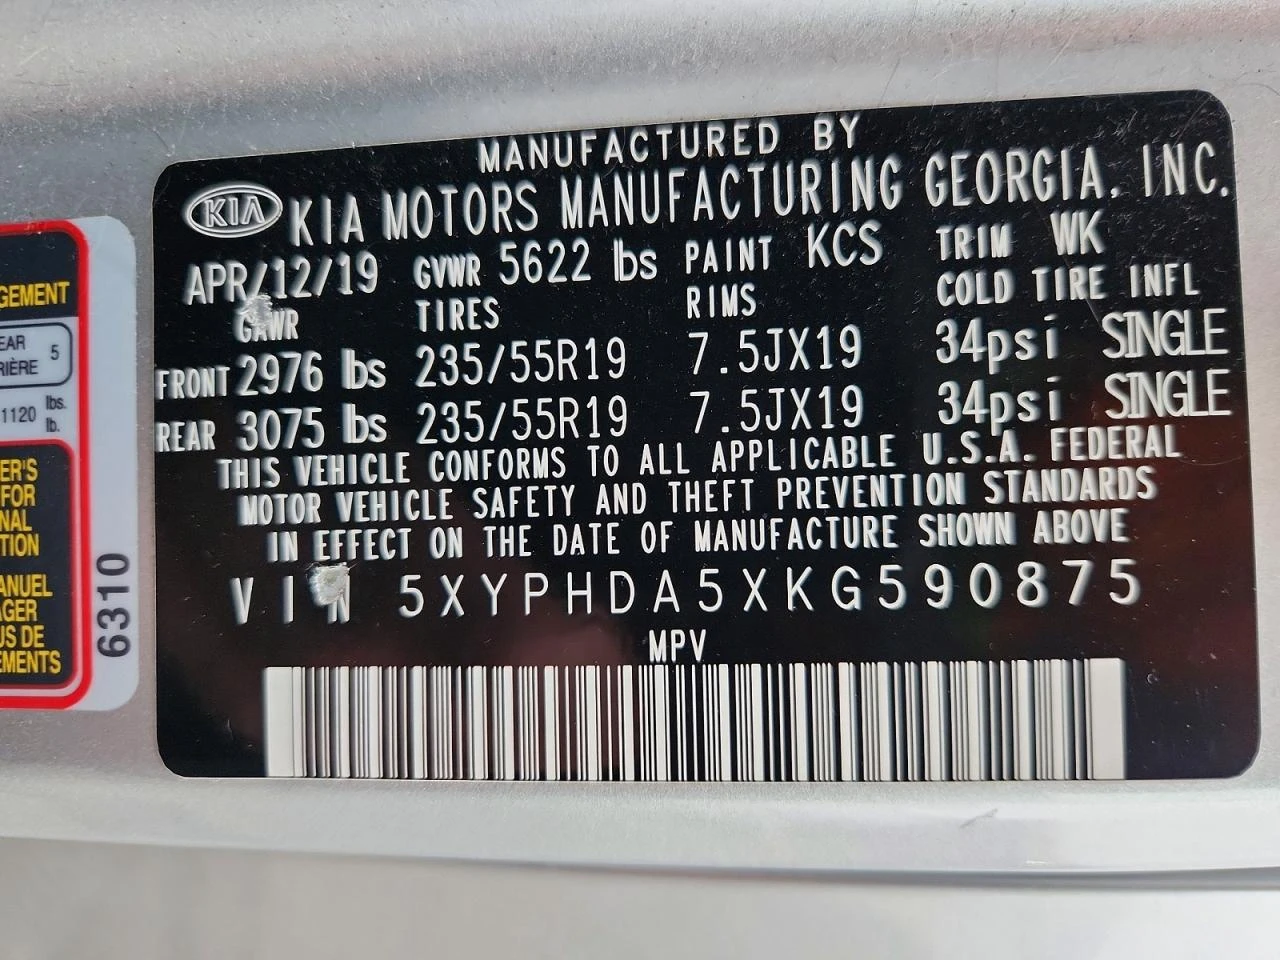 MANUFACTURED BY
KIA KIA MOTORS MANUFACTURING GEORGIA, INC.
APR/12/19 GVWR 5622 lbs PAINT KCS TRIM WK
GAWR TIRES RIMS COLD TIRE INFL
FRONT 2976 lbs 235/55R19 7.5JX19 34psi SINGLE
REAR 3075 lbs 235/55R19 7.5JX19 34psi SINGLE
THIS VEHICLE CONFORMS TO ALL APPLICABLE U.S.A. FEDERAL
MOTOR VEHICLE SAFETY AND THEFT PREVENTION STANDARDS
IN EFFECT ON THE DATE OF MANUFACTURE SHOWN ABOVE
VIN 5XYPHDA5XKG590875
MPV
GEMENT
EAR
RIÈRE 5
1120 lbs.
lb.
ER'S
FOR
NAL
TION
ANUEL
AGER
US DE
EMENTS
6310